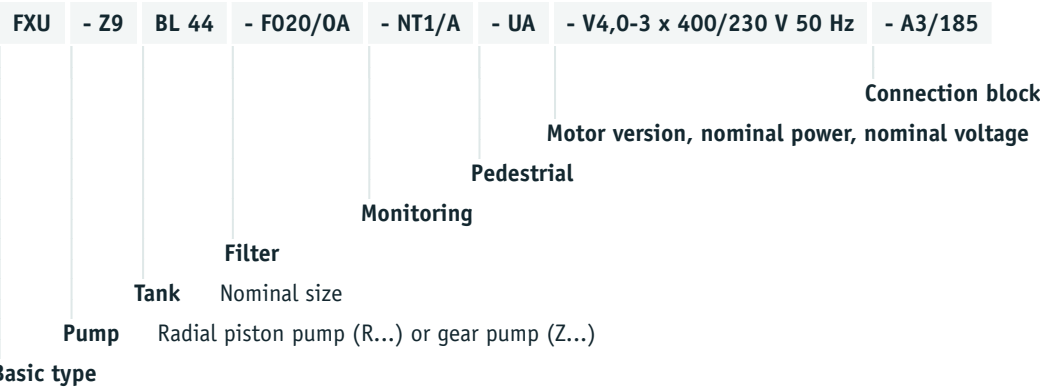 FXU - Z9 BL 44 - F020/0A - NT1/A - UA - V4,0-3 x 400/230 V 50 Hz - A3/185
Connection block
Motor version, nominal power, nominal voltage
Pedestrial
Monitoring
Filter
Tank Nominal size
Pump Radial piston pump (R...) or gear pump (Z...)
Basic type